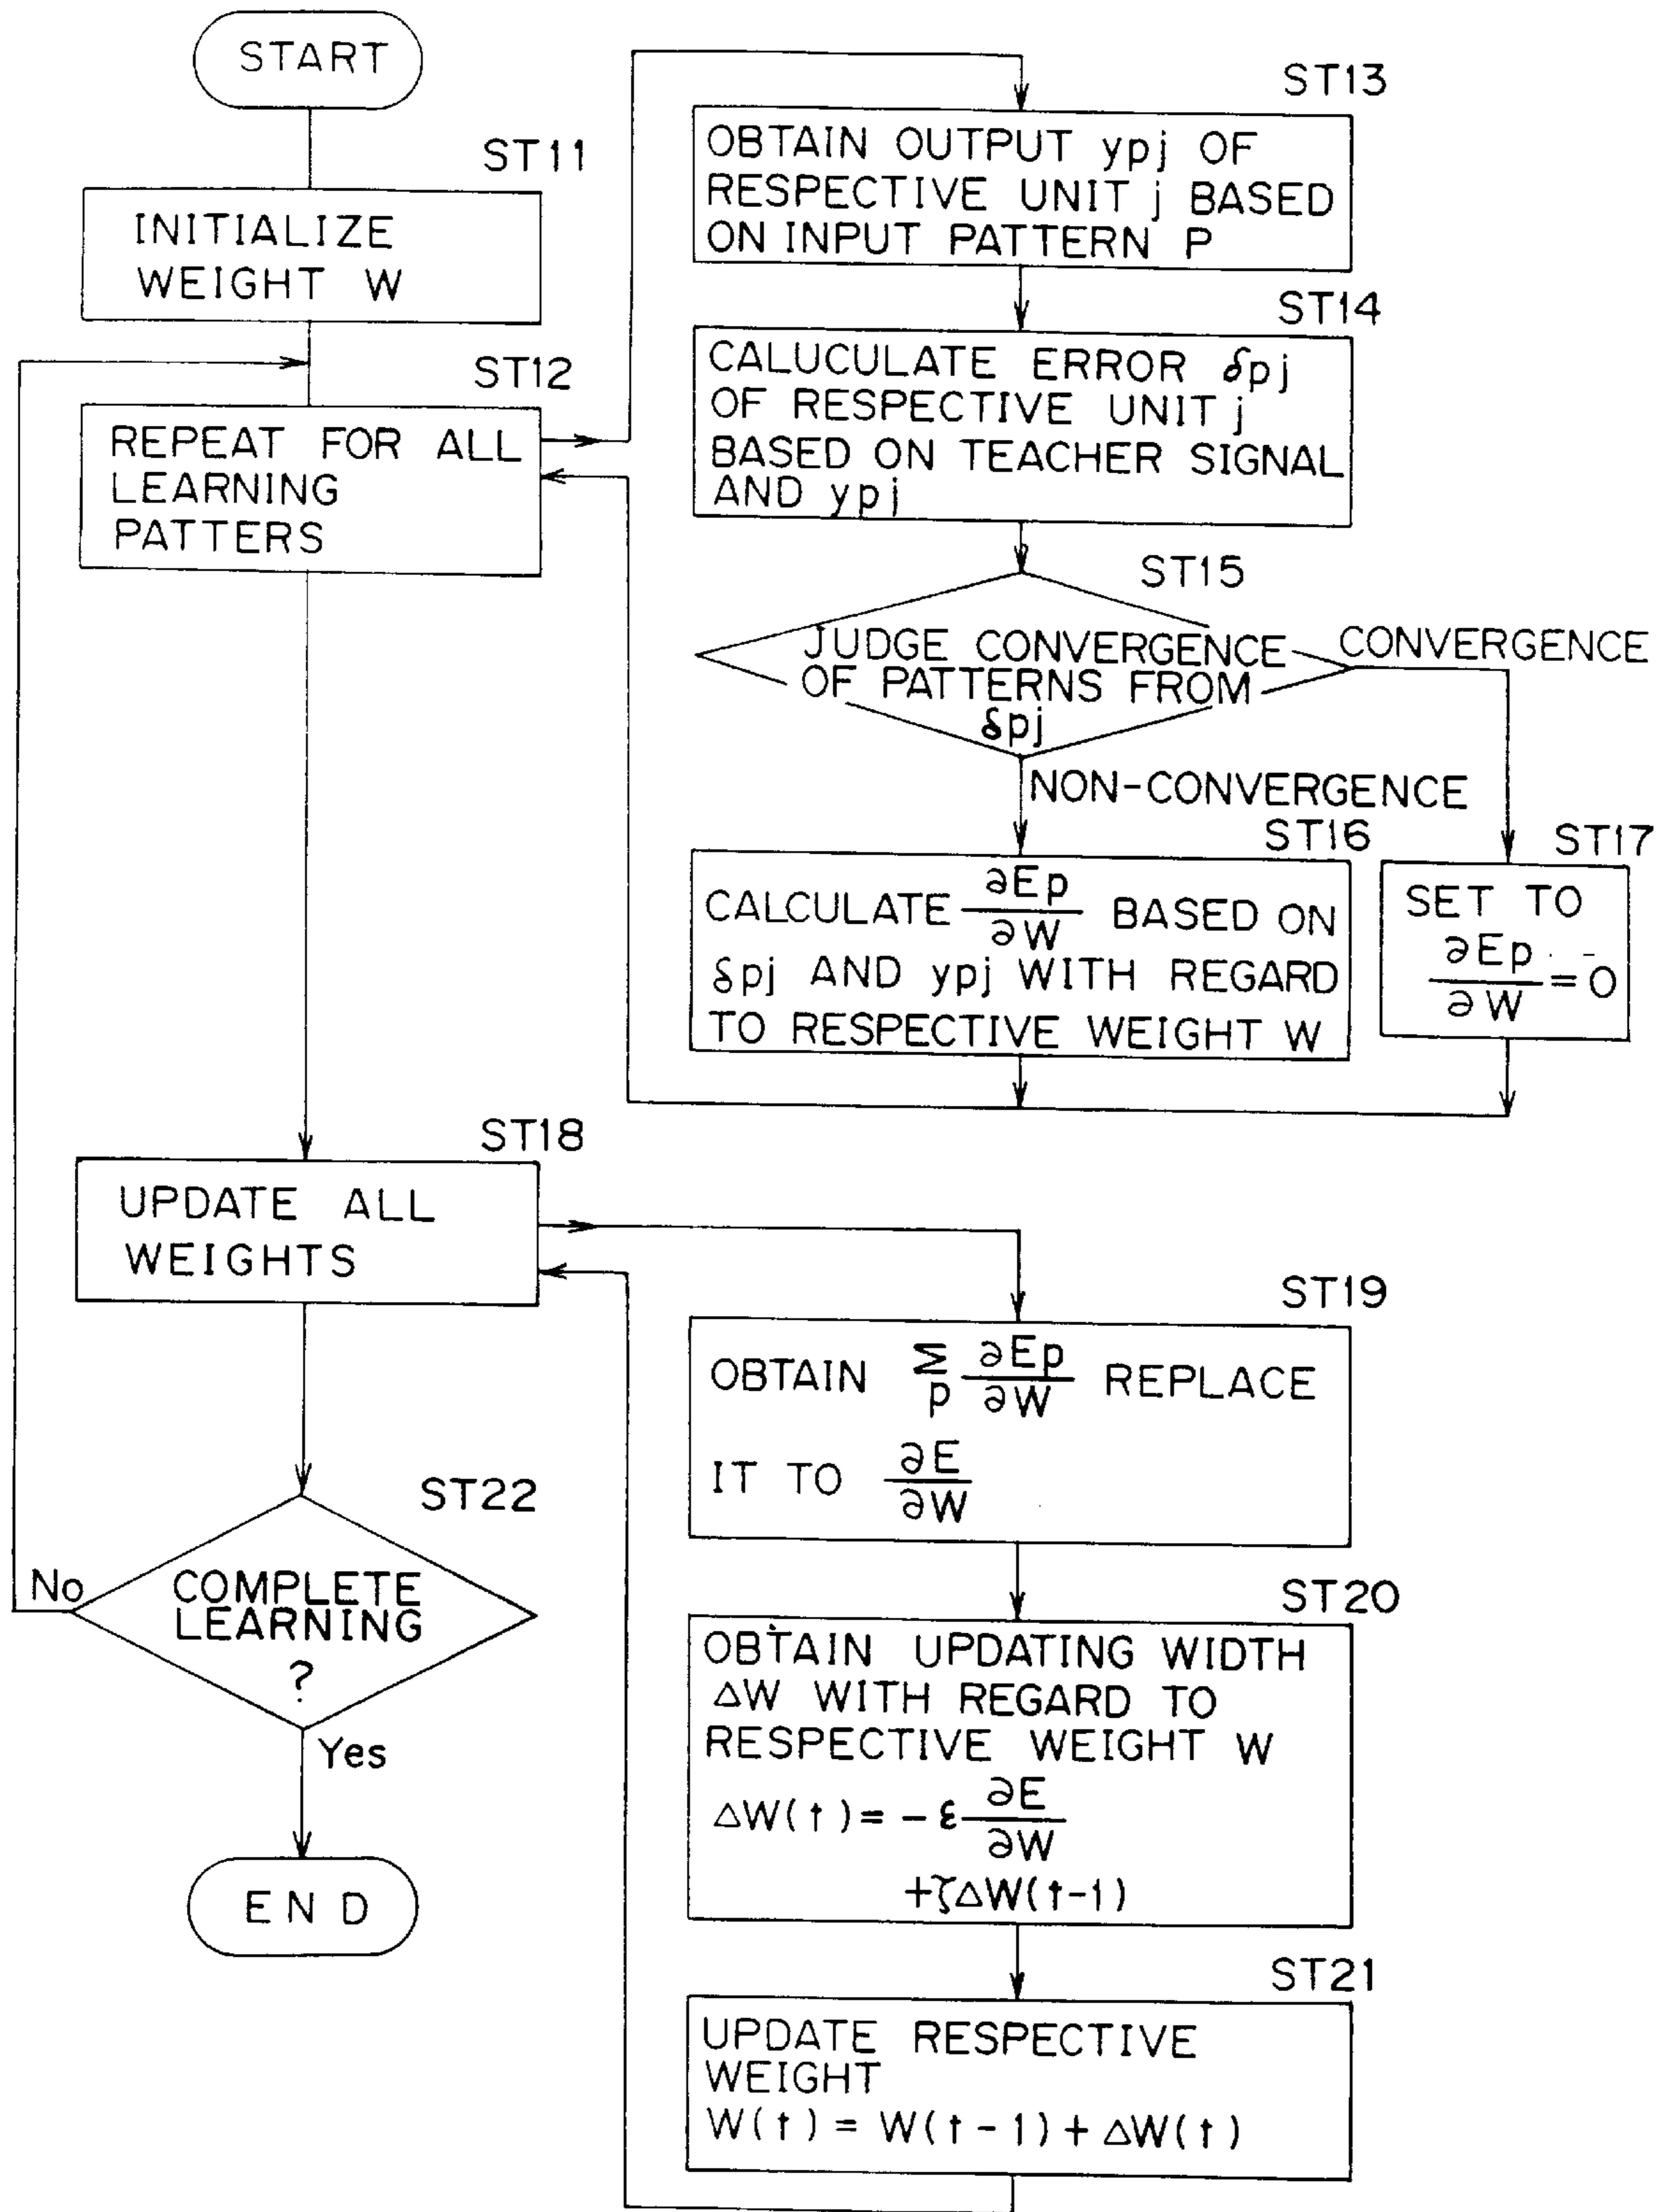 START
ST11
INITIALIZE
WEIGHT W
ST12
REPEAT FOR ALL
LEARNING
PATTERS
ST13
OBTAIN OUTPUT ypj OF
RESPECTIVE UNIT j BASED
ON INPUT PATTERN P
ST14
CALUCULATE ERROR δpj
OF RESPECTIVE UNIT j
BASED ON TEACHER SIGNAL
AND ypj
ST15
JUDGE CONVERGENCE
OF PATTERNS FROM
δpj
CONVERGENCE
NON-CONVERGENCE
ST16
CALCULATE ∂Ep/∂W BASED ON
δpj AND ypj WITH REGARD
TO RESPECTIVE WEIGHT W
ST17
SET TO
∂Ep/∂W = 0
ST18
UPDATE ALL
WEIGHTS
ST19
OBTAIN Σp ∂Ep/∂W REPLACE
IT TO ∂E/∂W
ST20
OBTAIN UPDATING WIDTH
ΔW WITH REGARD TO
RESPECTIVE WEIGHT W
ΔW(t) = - ε ∂E/∂W
+ζΔW(t-1)
ST21
UPDATE RESPECTIVE
WEIGHT
W(t) = W(t-1) + ΔW(t)
ST22
COMPLETE
LEARNING
?
No
Yes
END